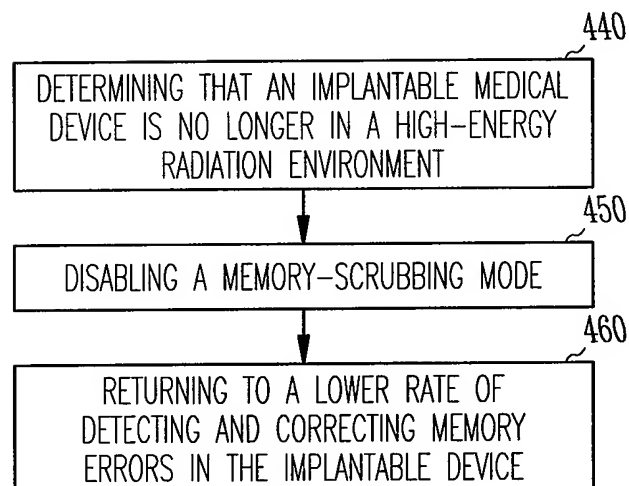 440
DETERMINING THAT AN IMPLANTABLE MEDICAL
DEVICE IS NO LONGER IN A HIGH-ENERGY
RADIATION ENVIRONMENT
450
DISABLING A MEMORY-SCRUBBING MODE
460
RETURNING TO A LOWER RATE OF
DETECTING AND CORRECTING MEMORY
ERRORS IN THE IMPLANTABLE DEVICE